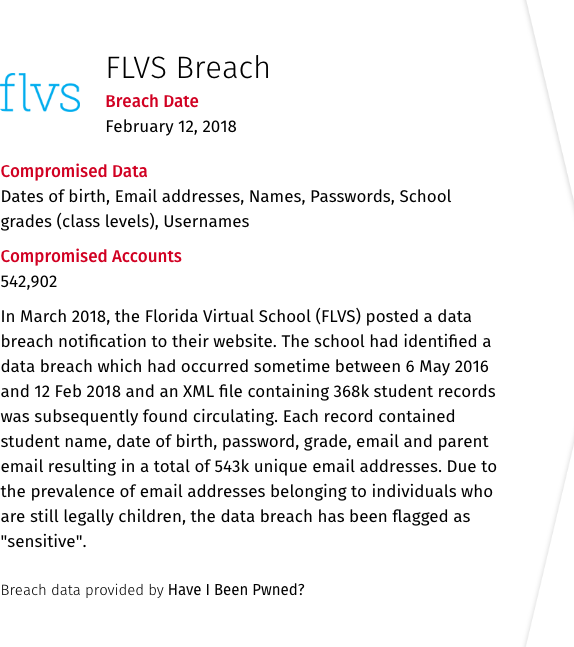 flvs
FLVS Breach
Breach Date
February 12, 2018
Compromised Data
Dates of birth, Email addresses, Names, Passwords, School
grades (class levels), Usernames
Compromised Accounts
542,902
In March 2018, the Florida Virtual School (FLVS) posted a data
breach notification to their website. The school had identified a
data breach which had occurred sometime between 6 May 2016
and 12 Feb 2018 and an XML file containing 368k student records
was subsequently found circulating. Each record contained
student name, date of birth, password, grade, email and parent
email resulting in a total of 543k unique email addresses. Due to
the prevalence of email addresses belonging to individuals who
are still legally children, the data breach has been flagged as
"sensitive".
Breach data provided by Have I Been Pwned?